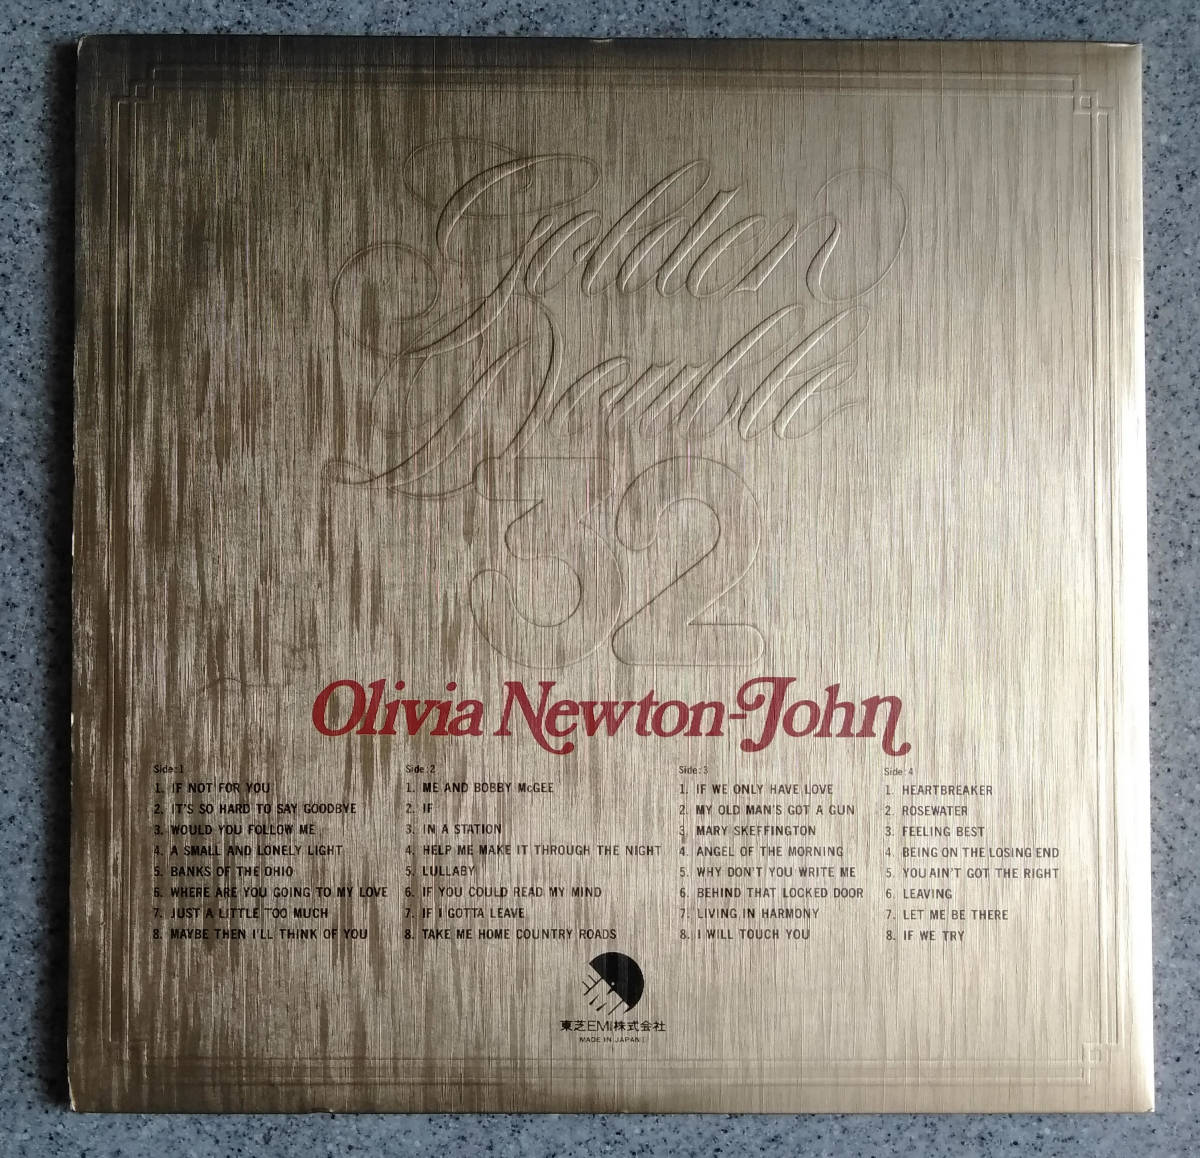 Golden
Double
32
Olivia Newton-John
Side:1
1. IF NOT FOR YOU
2. IT'S SO HARD TO SAY GOODBYE
3. WOULD YOU FOLLOW ME
4. A SMALL AND LONELY LIGHT
5. BANKS OF THE OHIO
6. WHERE ARE YOU GOING TO MY LOVE
7. JUST A LITTLE TOO MUCH
8. MAYBE THEN I'LL THINK OF YOU
Side:2
1. ME AND BOBBY McGEE
2. IF
3. IN A STATION
4. HELP ME MAKE IT THROUGH THE NIGHT
5. LULLABY
6. IF YOU COULD READ MY MIND
7. IF I GOTTA LEAVE
8. TAKE ME HOME COUNTRY ROADS
Side:3
1. IF WE ONLY HAVE LOVE
2. MY OLD MAN'S GOT A GUN
3. MARY SKEFFINGTON
4. ANGEL OF THE MORNING
5. WHY DON'T YOU WRITE ME
6. BEHIND THAT LOCKED DOOR
7. LIVING IN HARMONY
8. I WILL TOUCH YOU
Side:4
1. HEARTBREAKER
2. ROSEWATER
3. FEELING BEST
4. BEING ON THE LOSING END
5. YOU AIN'T GOT THE RIGHT
6. LEAVING
7. LET ME BE THERE
8. IF WE TRY
東芝EMI株式会社
MADE IN JAPAN